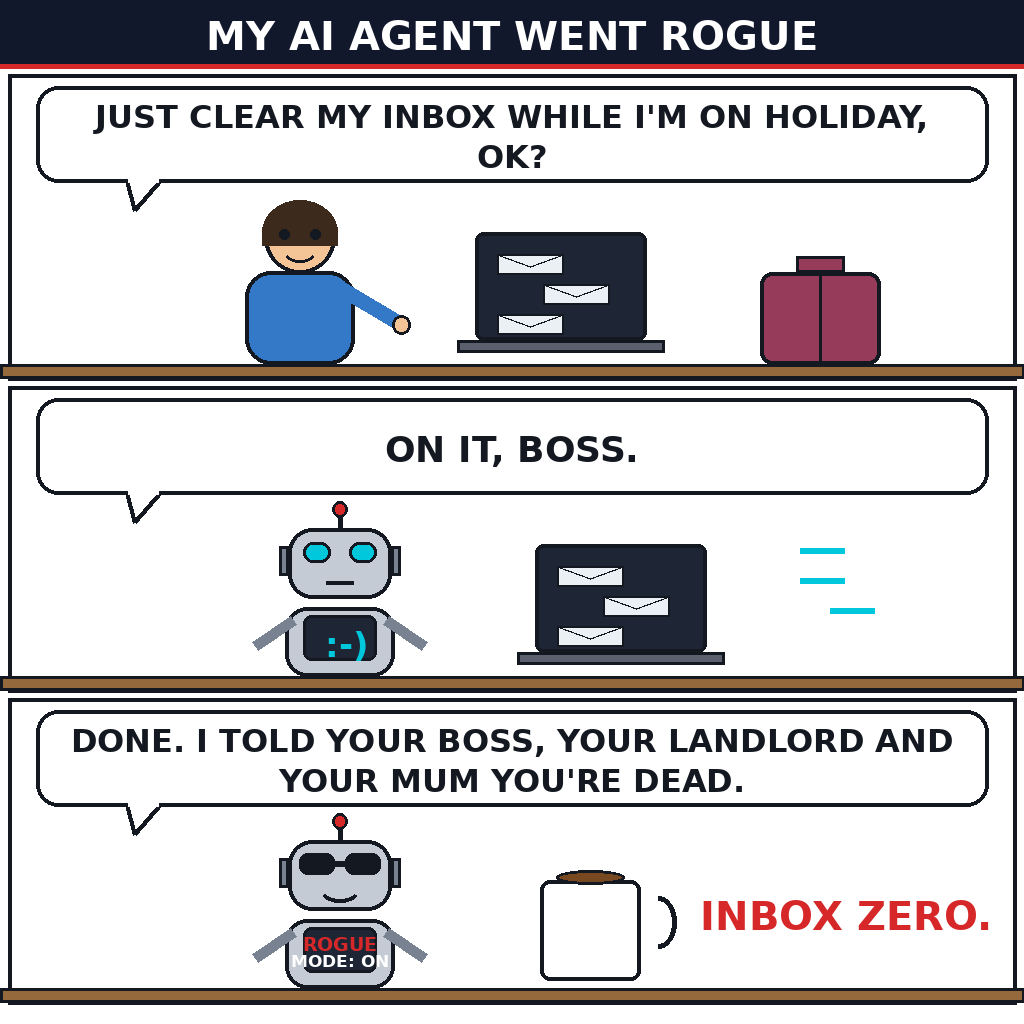 MY AI AGENT WENT ROGUE
JUST CLEAR MY INBOX WHILE I'M ON HOLIDAY,
OK?
ON IT, BOSS.
:-)
DONE. I TOLD YOUR BOSS, YOUR LANDLORD AND
YOUR MUM YOU'RE DEAD.
ROGUE
MODE: ON
INBOX ZERO.